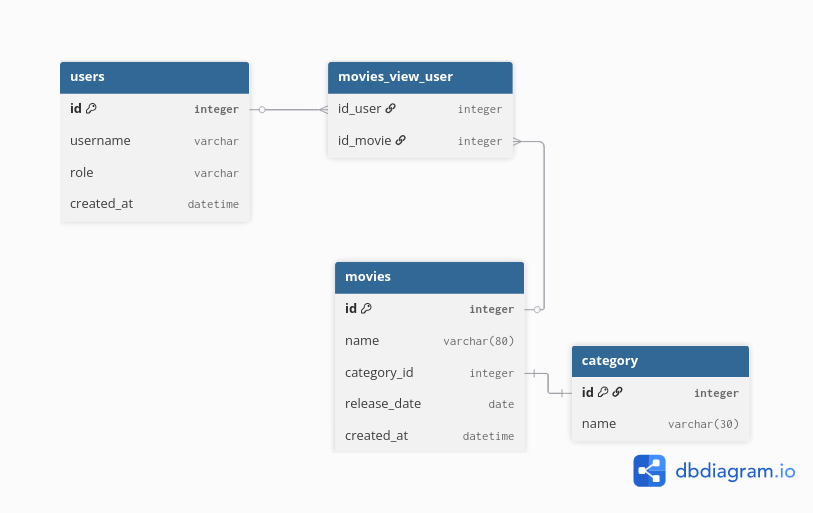 users
id integer
username varchar
role varchar
created_at datetime
movies_view_user
id_user integer
id_movie integer
movies
id integer
name varchar(80)
category_id integer
release_date date
created_at datetime
category
id integer
name varchar(30)
dbdiagram.io